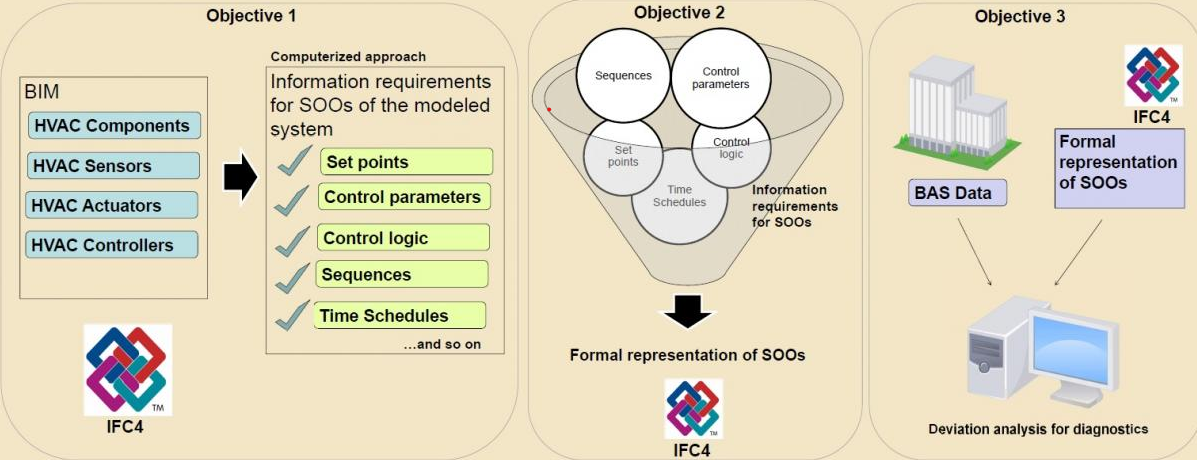 Objective 1
BIM
HVAC Components
HVAC Sensors
HVAC Actuators
HVAC Controllers
IFC4
TM
Computerized approach
Information requirements
for SOOs of the modeled
system
Set points
Control parameters
Control logic
Sequences
Time Schedules
...and so on
Objective 2
Sequences
Control
parameters
Set
points
Control
logic
Time
Schedules
Information
requirements
for SOOs
Formal representation of SOOs
TM
IFC4
Objective 3
TM
IFC4
BAS Data
Formal
representation
of SOOs
Deviation analysis for diagnostics